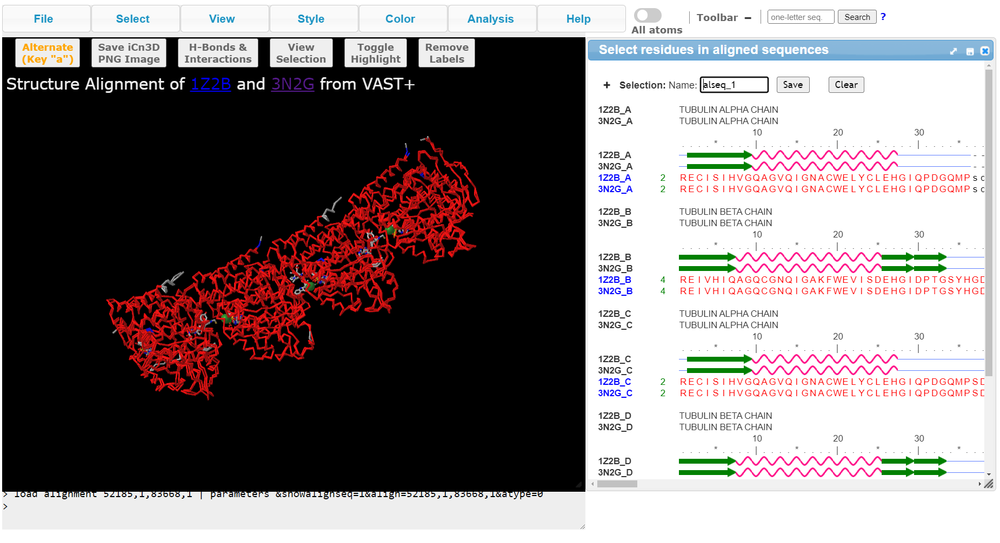 File Select View Style Color Analysis Help All atoms Toolbar − one-letter seq. Search ?
Alternate (Key "a") Save iCn3D PNG Image H-Bonds & Interactions View Selection Toggle Highlight Remove Labels
Structure Alignment of 1Z2B and 3N2G from VAST+
> load alignment 52185,1,83668,1 | parameters &showalignseq=1&align=52185,1,83668,1&atype=0
>
Select residues in aligned sequences
+ Selection: Name: alseq_1 Save Clear
1Z2B_A TUBULIN ALPHA CHAIN
3N2G_A TUBULIN ALPHA CHAIN
10 20 30
. . . . * . . . . | . . . . * . . . . | . . . . * . . . . | . . . . * . . .
1Z2B_A - -
3N2G_A - -
1Z2B_A 2 RECISIHVGQAGVQIGNACWELYCLEHGIQPDGQMPs
3N2G_A 2 RECISIHVGQAGVQIGNACWELYCLEHGIQPDGQMPs
1Z2B_B TUBULIN BETA CHAIN
3N2G_B TUBULIN BETA CHAIN
10 20 30
. . . . * . . . . | . . . . * . . . . | . . . . * . . . . | . . . . * . . .
1Z2B_B
3N2G_B
1Z2B_B 4 REIVHIQAGQCGNQIGAKFWEVISDEHGIDPTGSYHGD
3N2G_B 4 REIVHIQAGQCGNQIGAKFWEVISDEHGIDPTGSYHGD
1Z2B_C TUBULIN ALPHA CHAIN
3N2G_C TUBULIN ALPHA CHAIN
10 20 30
. . . . * . . . . | . . . . * . . . . | . . . . * . . . . | . . . . * . . .
1Z2B_C
3N2G_C
1Z2B_C 2 RECISIHVGQAGVQIGNACWELYCLEHGIQPDGQMPSD
3N2G_C 2 RECISIHVGQAGVQIGNACWELYCLEHGIQPDGQMPSD
1Z2B_D TUBULIN BETA CHAIN
3N2G_D TUBULIN BETA CHAIN
10 20 30
. . . . * . . . . | . . . . * . . . . | . . . . * . . . . | . . . . * . . .
1Z2B_D
3N2G_D